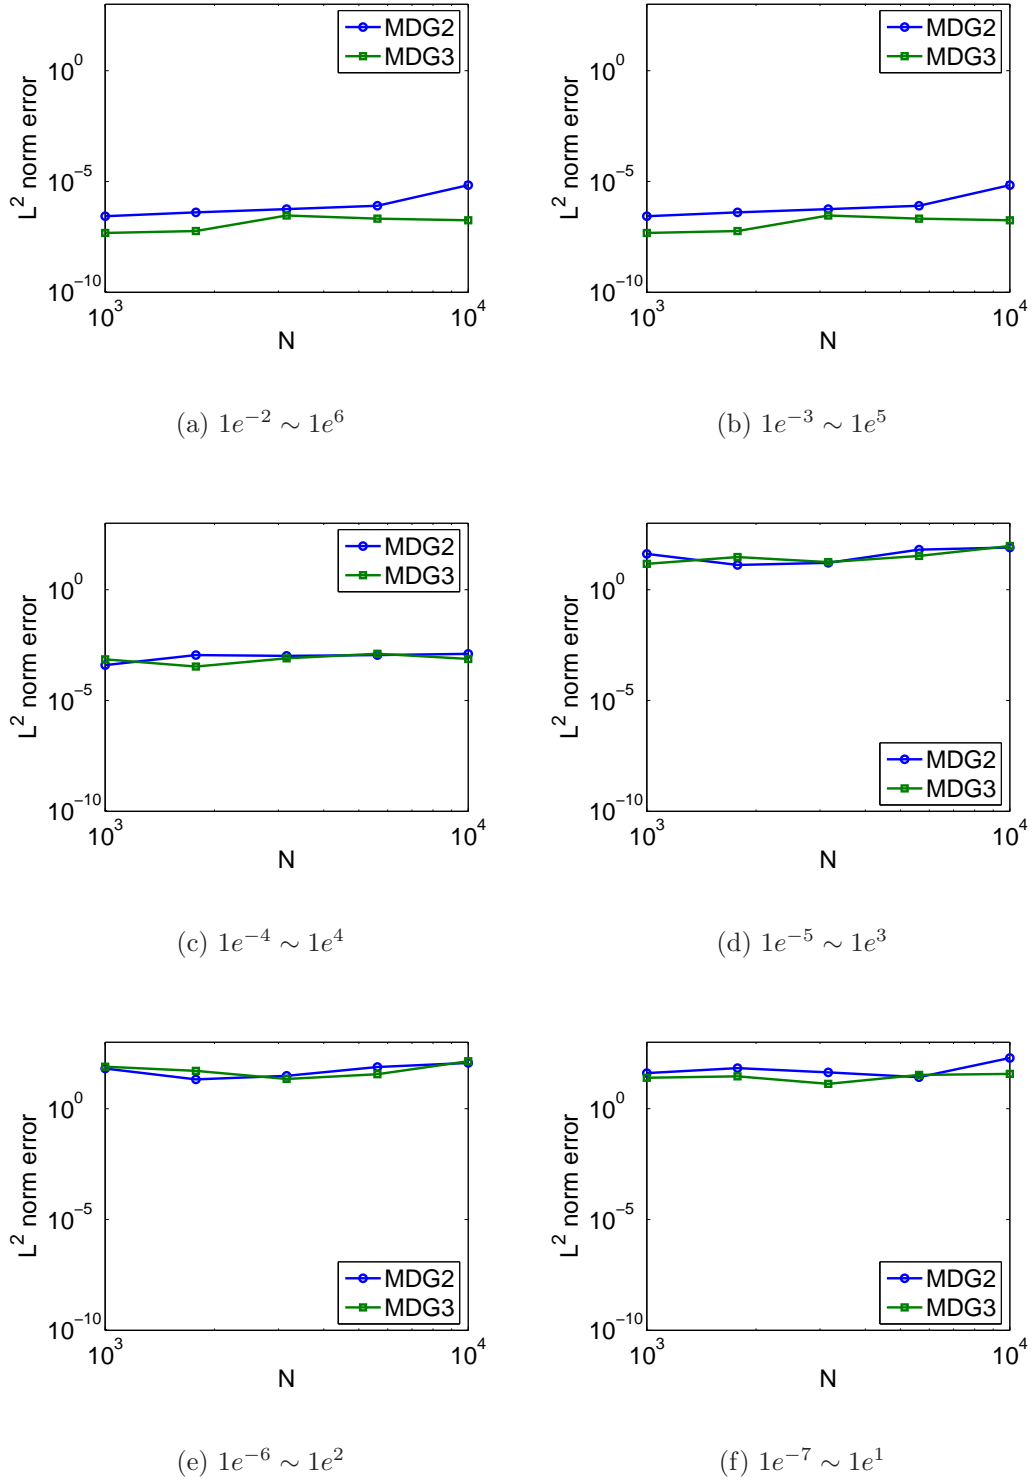 MDG2
MDG3
10^0
10^−5
10^−10
L^2 norm error
10^3
10^4
N
(a) 1e^−2 ∼ 1e^6
MDG2
MDG3
10^0
10^−5
10^−10
L^2 norm error
10^3
10^4
N
(b) 1e^−3 ∼ 1e^5
MDG2
MDG3
10^0
10^−5
10^−10
L^2 norm error
10^3
10^4
N
(c) 1e^−4 ∼ 1e^4
10^0
10^−5
10^−10
L^2 norm error
MDG2
MDG3
10^3
10^4
N
(d) 1e^−5 ∼ 1e^3
10^0
10^−5
10^−10
L^2 norm error
MDG2
MDG3
10^3
10^4
N
(e) 1e^−6 ∼ 1e^2
10^0
10^−5
10^−10
L^2 norm error
MDG2
MDG3
10^3
10^4
N
(f) 1e^−7 ∼ 1e^1